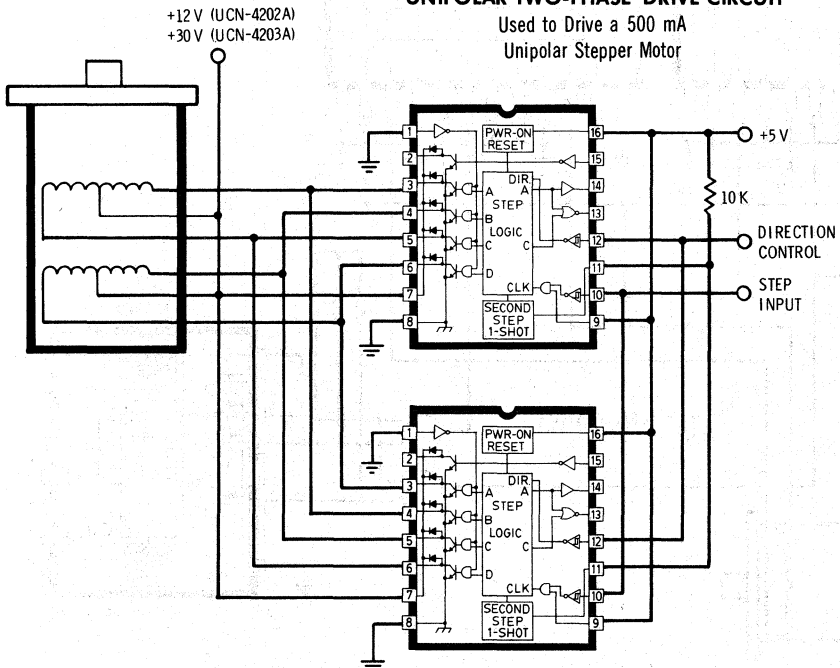 UNIPOLAR TWO-PHASE DRIVE CIRCUIT
Used to Drive a 500 mA
Unipolar Stepper Motor
+12 V (UCN-4202A)
+30 V (UCN-4203A)
1
2
3
4
5
6
7
8
PWR-ON
RESET
DIR.
A
A
STEP
B
LOGIC
C
C
D
CLK
SECOND
STEP
1-SHOT
16
15
14
13
12
11
10
9
+5 V
10 K
DIRECTION
CONTROL
STEP
INPUT
1
2
3
4
5
6
7
8
PWR-ON
RESET
DIR.
A
A
STEP
B
LOGIC
C
C
D
CLK
SECOND
STEP
1-SHOT
16
15
14
13
12
11
10
9